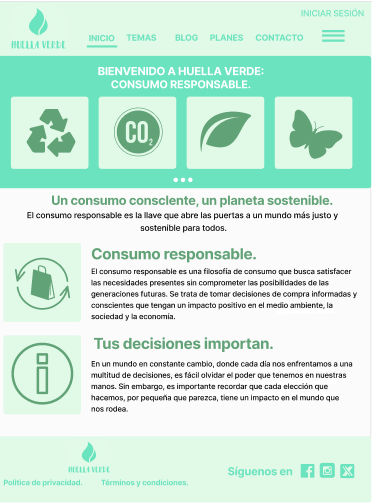 INICIAR SESIÓN
HUELLA VERDE
INICIO TEMAS BLOG PLANES CONTACTO
BIENVENIDO A HUELLA VERDE:
CONSUMO RESPONSABLE.
CO2
Un consumo consciente, un planeta sostenible.
El consumo responsable es la llave que abre las puertas a un mundo más justo y
sostenible para todos.
Consumo responsable.
El consumo responsable es una filosofía de consumo que busca satisfacer
las necesidades presentes sin comprometer las posibilidades de las
generaciones futuras. Se trata de tomar decisiones de compra informadas y
conscientes que tengan un impacto positivo en el medio ambiente, la
sociedad y la economía.
Tus decisiones importan.
En un mundo en constante cambio, donde cada día nos enfrentamos a una
multitud de decisiones, es fácil olvidar el poder que tenemos en nuestras
manos. Sin embargo, es importante recordar que cada elección que
hacemos, por pequeña que parezca, tiene un impacto en el mundo que
nos rodea.
HUELLA VERDE
Síguenos en
Politica de privacidad. Términos y condiciones.